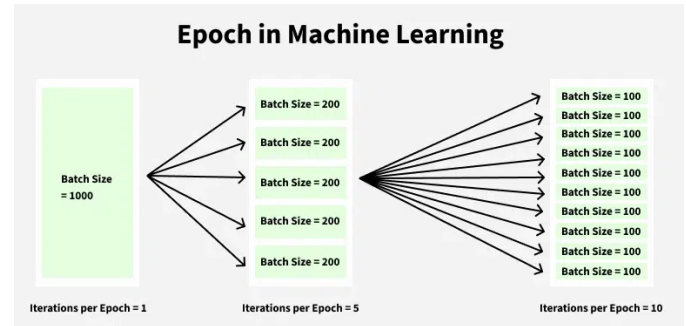 Epoch in Machine Learning
Batch Size
= 1000
Batch Size = 200
Batch Size = 200
Batch Size = 200
Batch Size = 200
Batch Size = 200
Batch Size = 100
Batch Size = 100
Batch Size = 100
Batch Size = 100
Batch Size = 100
Batch Size = 100
Batch Size = 100
Batch Size = 100
Batch Size = 100
Batch Size = 100
Iterations per Epoch = 1
Iterations per Epoch = 5
Iterations per Epoch = 10